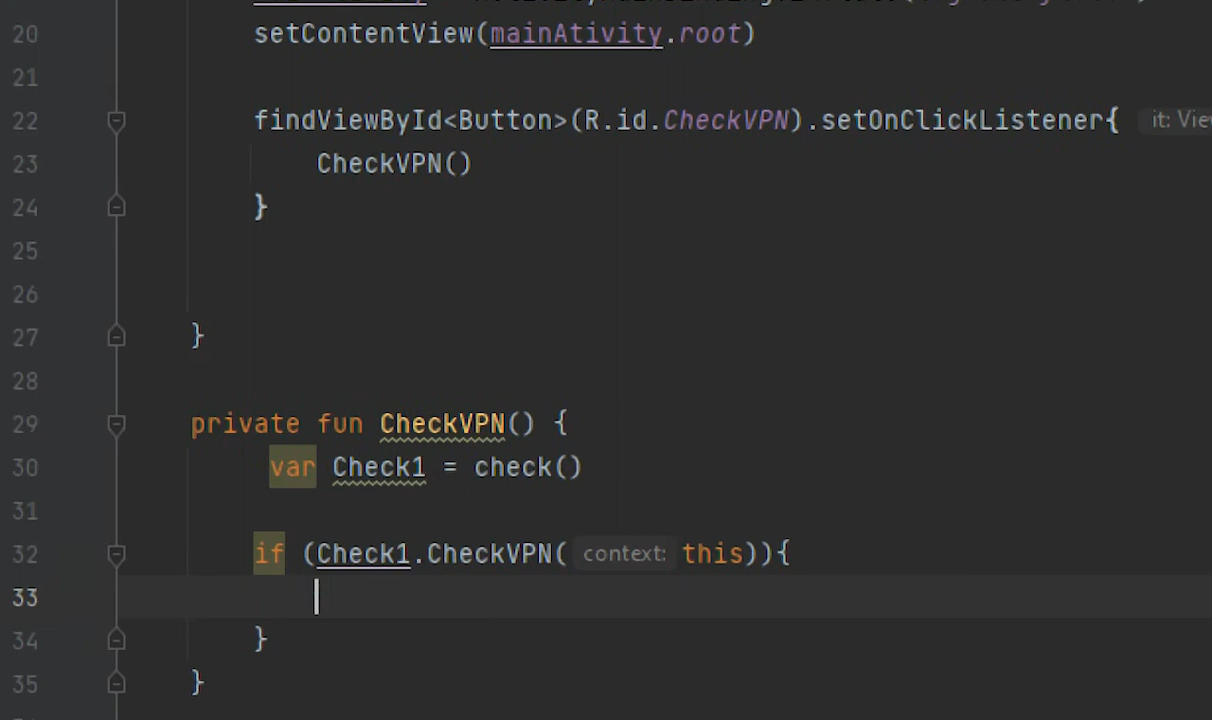 20 setContentView(mainAtivity.root)
21
22 findViewById<Button>(R.id.CheckVPN).setOnClickListener{ it: Vie
23 CheckVPN()
24 }
25
26
27 }
28
29 private fun CheckVPN() {
30 var Check1 = check()
31
32 if (Check1.CheckVPN( context: this)){
33
34 }
35 }